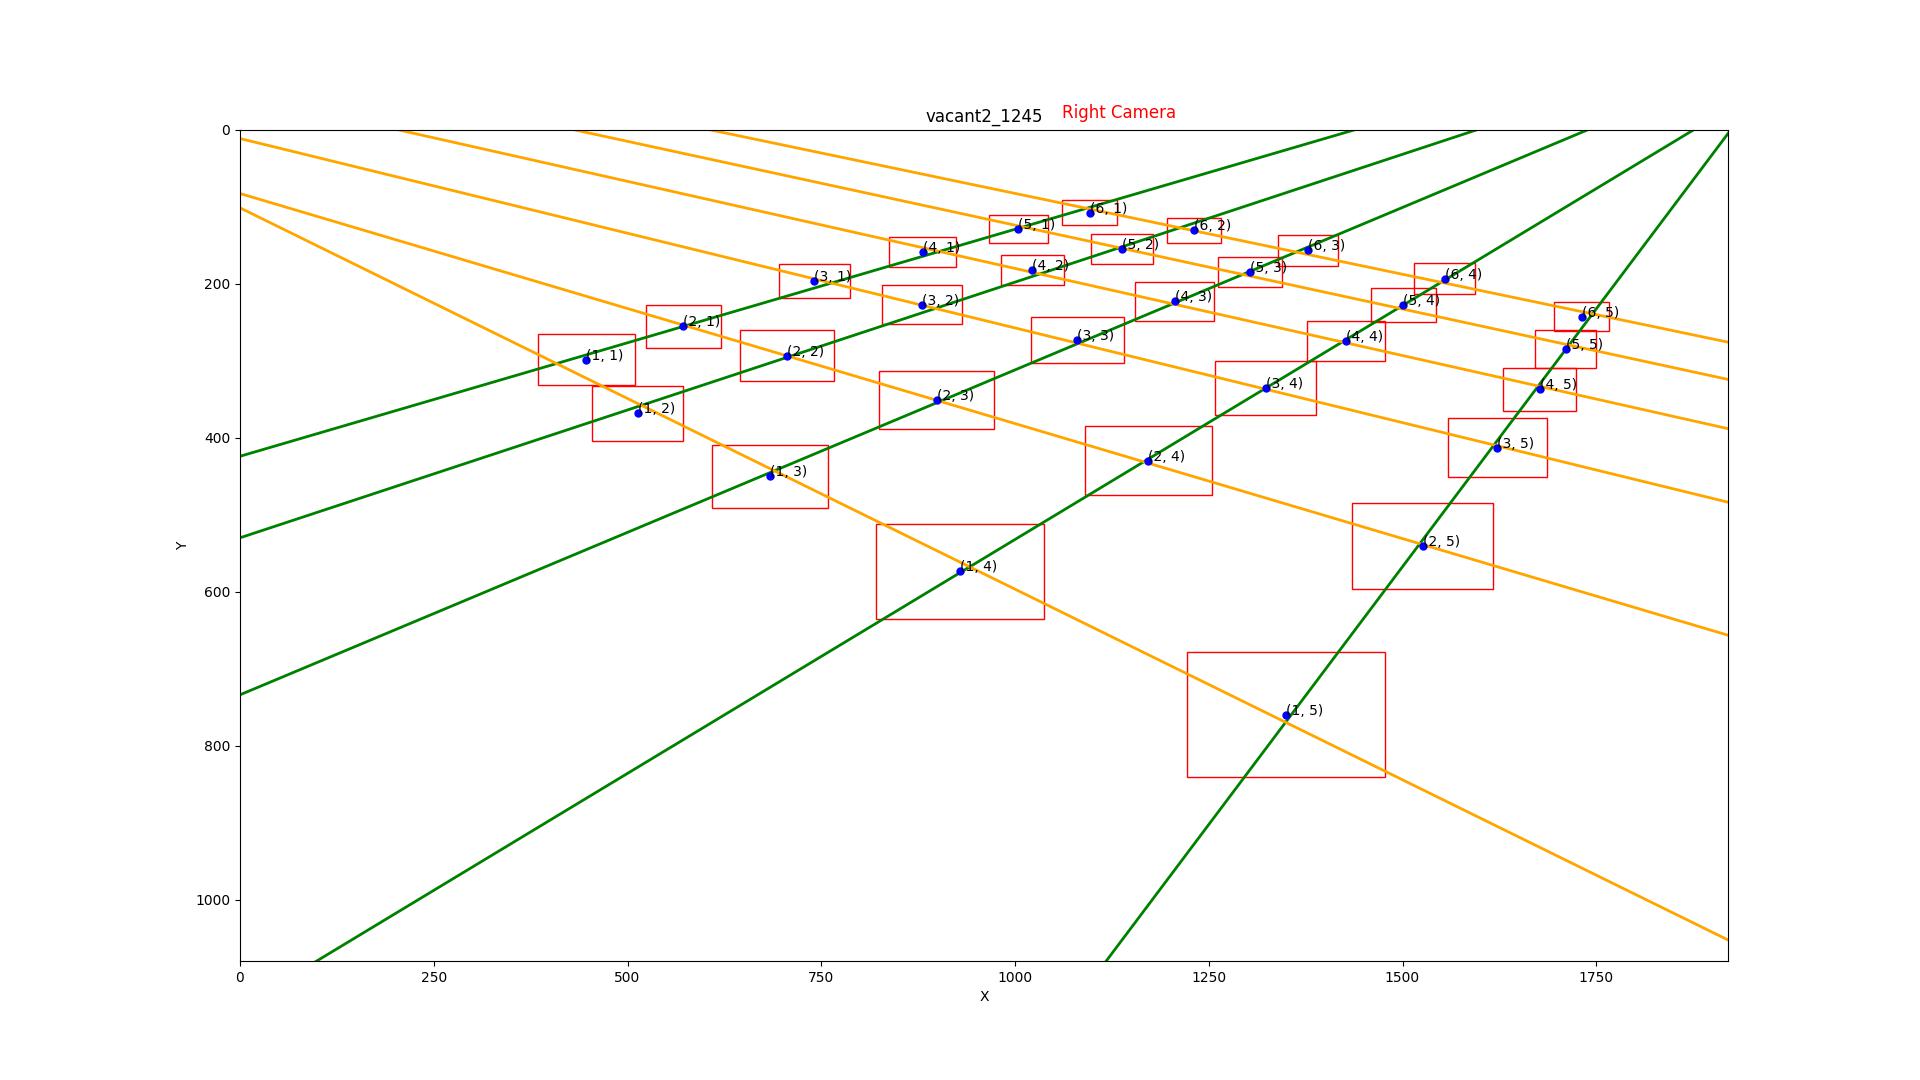 vacant2_1245 Right Camera
0
(6, 1)
(5, 1) (6, 2)
(4, 1) (5, 2) (6, 3)
(3, 1) (4, 2) (5, 3) (6, 4)
200
(2, 1) (3, 2) (4, 3) (5, 4) (6, 5)
(1, 1) (2, 2) (3, 3) (4, 4) (5, 5)
(1, 2) (2, 3) (3, 4) (4, 5)
400
(1, 3) (2, 4) (3, 5)
(1, 4) (2, 5)
Y
600
(1, 5)
800
1000
0 250 500 750 1000 1250 1500 1750
X